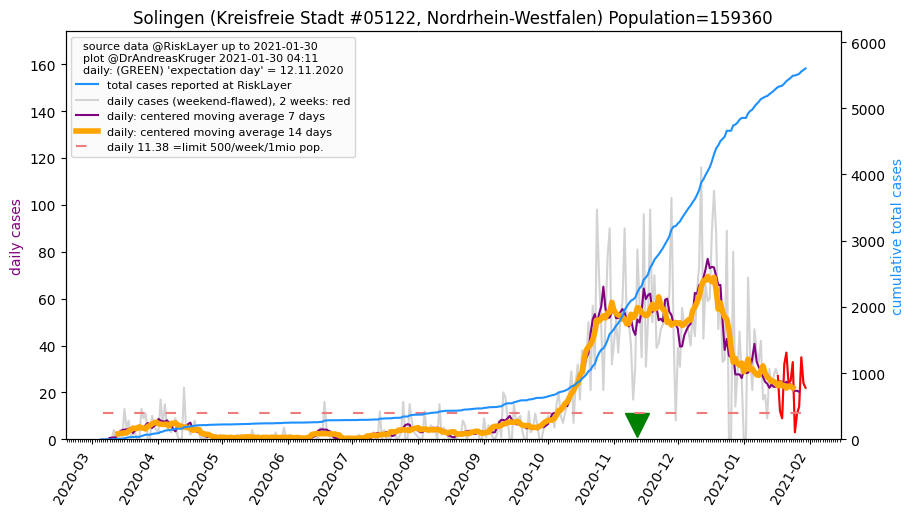 Solingen (Kreisfreie Stadt #05122, Nordrhein-Westfalen) Population=159360
source data @RiskLayer up to 2021-01-30
plot @DrAndreasKruger 2021-01-30 04:11
daily: (GREEN) 'expectation day' = 12.11.2020
total cases reported at RiskLayer
daily cases (weekend-flawed), 2 weeks: red
daily: centered moving average 7 days
daily: centered moving average 14 days
daily 11.38 =limit 500/week/1mio pop.
daily cases
160
140
120
100
80
60
40
20
0
cumulative total cases
6000
5000
4000
3000
2000
1000
0
2020-03
2020-04
2020-05
2020-06
2020-07
2020-08
2020-09
2020-10
2020-11
2020-12
2021-01
2021-02